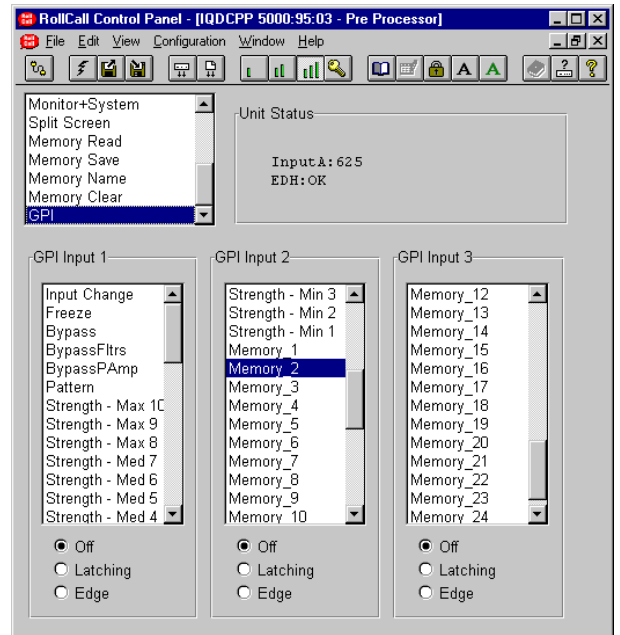 RollCall Control Panel - [IQDCPP 5000:95:03 - Pre Processor]
File Edit View Configuration Window Help
Monitor+System
Split Screen
Memory Read
Memory Save
Memory Name
Memory Clear
GPI
Unit Status
InputA:625
EDH:OK
GPI Input 1
Input Change
Freeze
Bypass
BypassFltrs
BypassPAmp
Pattern
Strength - Max 10
Strength - Max 9
Strength - Max 8
Strength - Med 7
Strength - Med 6
Strength - Med 5
Strength - Med 4
Off
Latching
Edge
GPI Input 2
Strength - Min 3
Strength - Min 2
Strength - Min 1
Memory_1
Memory_2
Memory_3
Memory_4
Memory_5
Memory_6
Memory_7
Memory_8
Memory_9
Memory_10
Off
Latching
Edge
GPI Input 3
Memory_12
Memory_13
Memory_14
Memory_15
Memory_16
Memory_17
Memory_18
Memory_19
Memory_20
Memory_21
Memory_22
Memory_23
Memory_24
Off
Latching
Edge